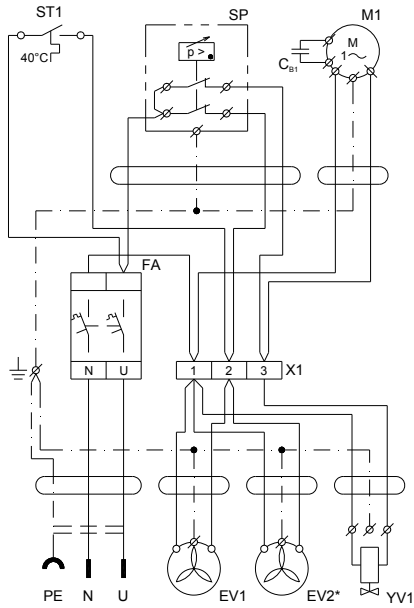 ST1 SP M1
40°C
p >
M
1~
CB1
FA
N U
1 2 3 X1
PE N U EV1 EV2* YV1